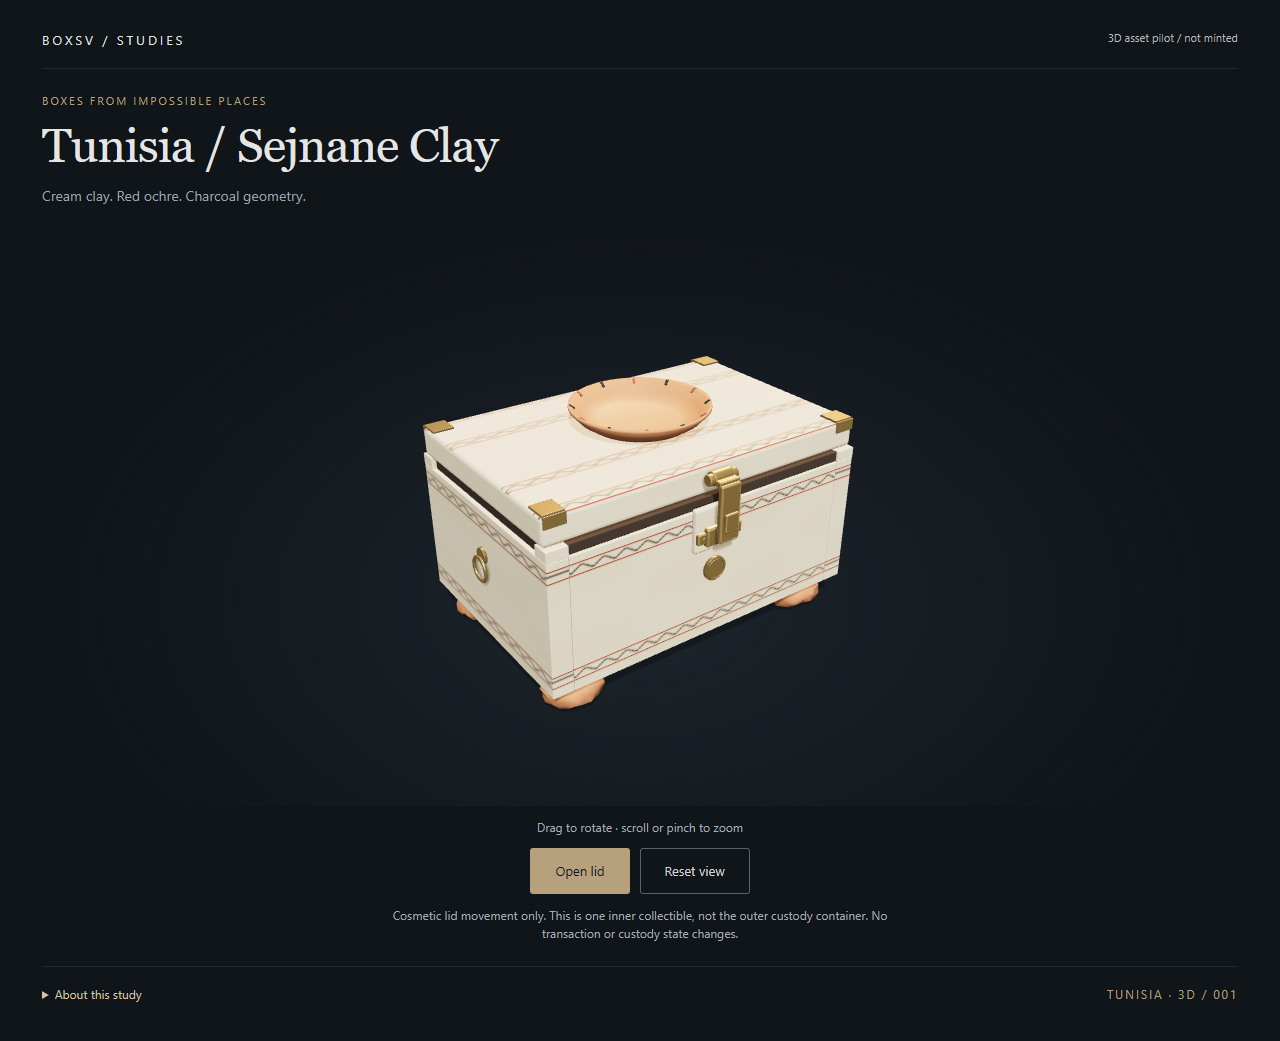 BOXSV / STUDIES
3D asset pilot / not minted
BOXES FROM IMPOSSIBLE PLACES
Tunisia / Sejnane Clay
Cream clay. Red ochre. Charcoal geometry.
Drag to rotate · scroll or pinch to zoom
Open lid
Reset view
Cosmetic lid movement only. This is one inner collectible, not the outer custody container. No
transaction or custody state changes.
▶ About this study
TUNISIA · 3D / 001